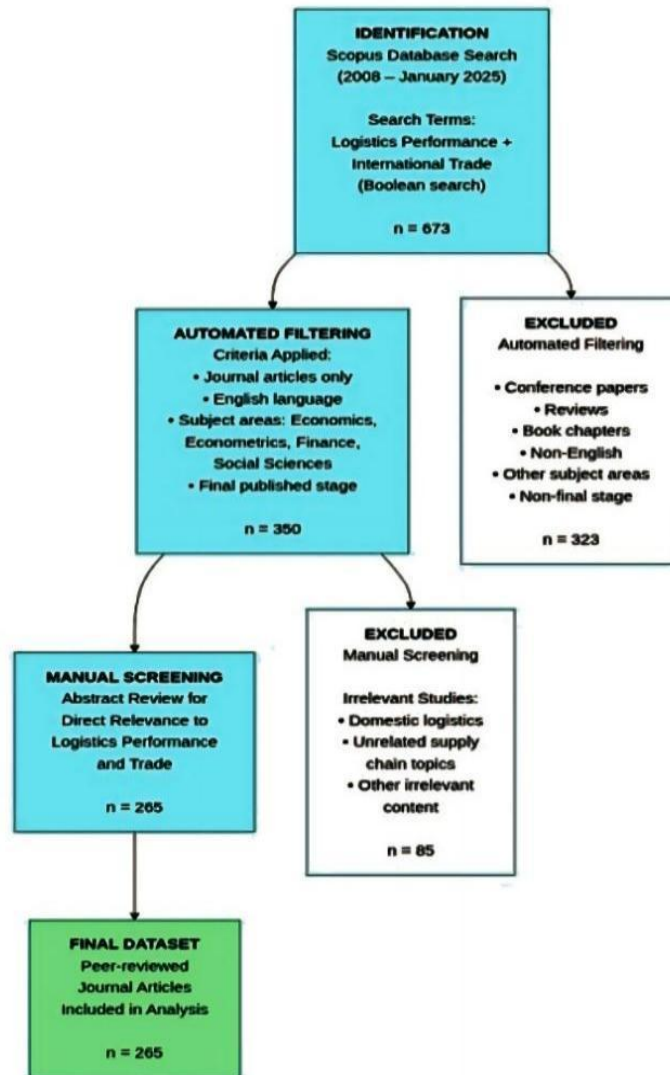 IDENTIFICATION
Scopus Database Search
(2008 – January 2025)
Search Terms:
Logistics Performance +
International Trade
(Boolean search)
n = 673
AUTOMATED FILTERING
Criteria Applied:
• Journal articles only
• English language
• Subject areas: Economics,
Econometrics, Finance,
Social Sciences
• Final published stage
n = 350
EXCLUDED
Automated Filtering
• Conference papers
• Reviews
• Book chapters
• Non-English
• Other subject areas
• Non-final stage
n = 323
MANUAL SCREENING
Abstract Review for
Direct Relevance to
Logistics Performance
and Trade
n = 265
EXCLUDED
Manual Screening
Irrelevant Studies:
• Domestic logistics
• Unrelated supply
chain topics
• Other irrelevant
content
n = 85
FINAL DATASET
Peer-reviewed
Journal Articles
Included in Analysis
n = 265